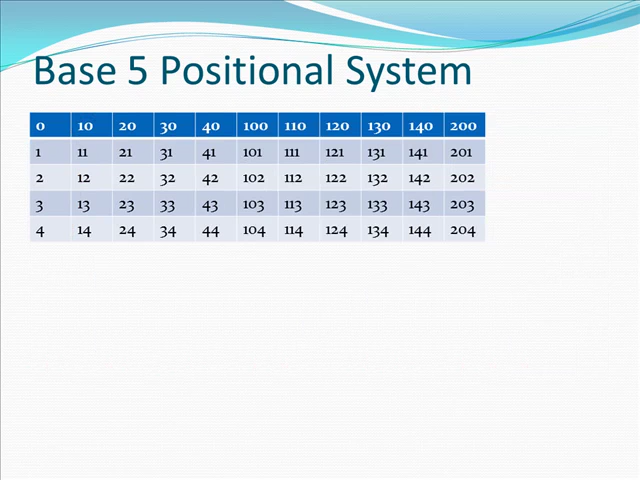 Base 5 Positional System
0 10 20 30 40 100 110 120 130 140 200
1 11 21 31 41 101 111 121 131 141 201
2 12 22 32 42 102 112 122 132 142 202
3 13 23 33 43 103 113 123 133 143 203
4 14 24 34 44 104 114 124 134 144 204